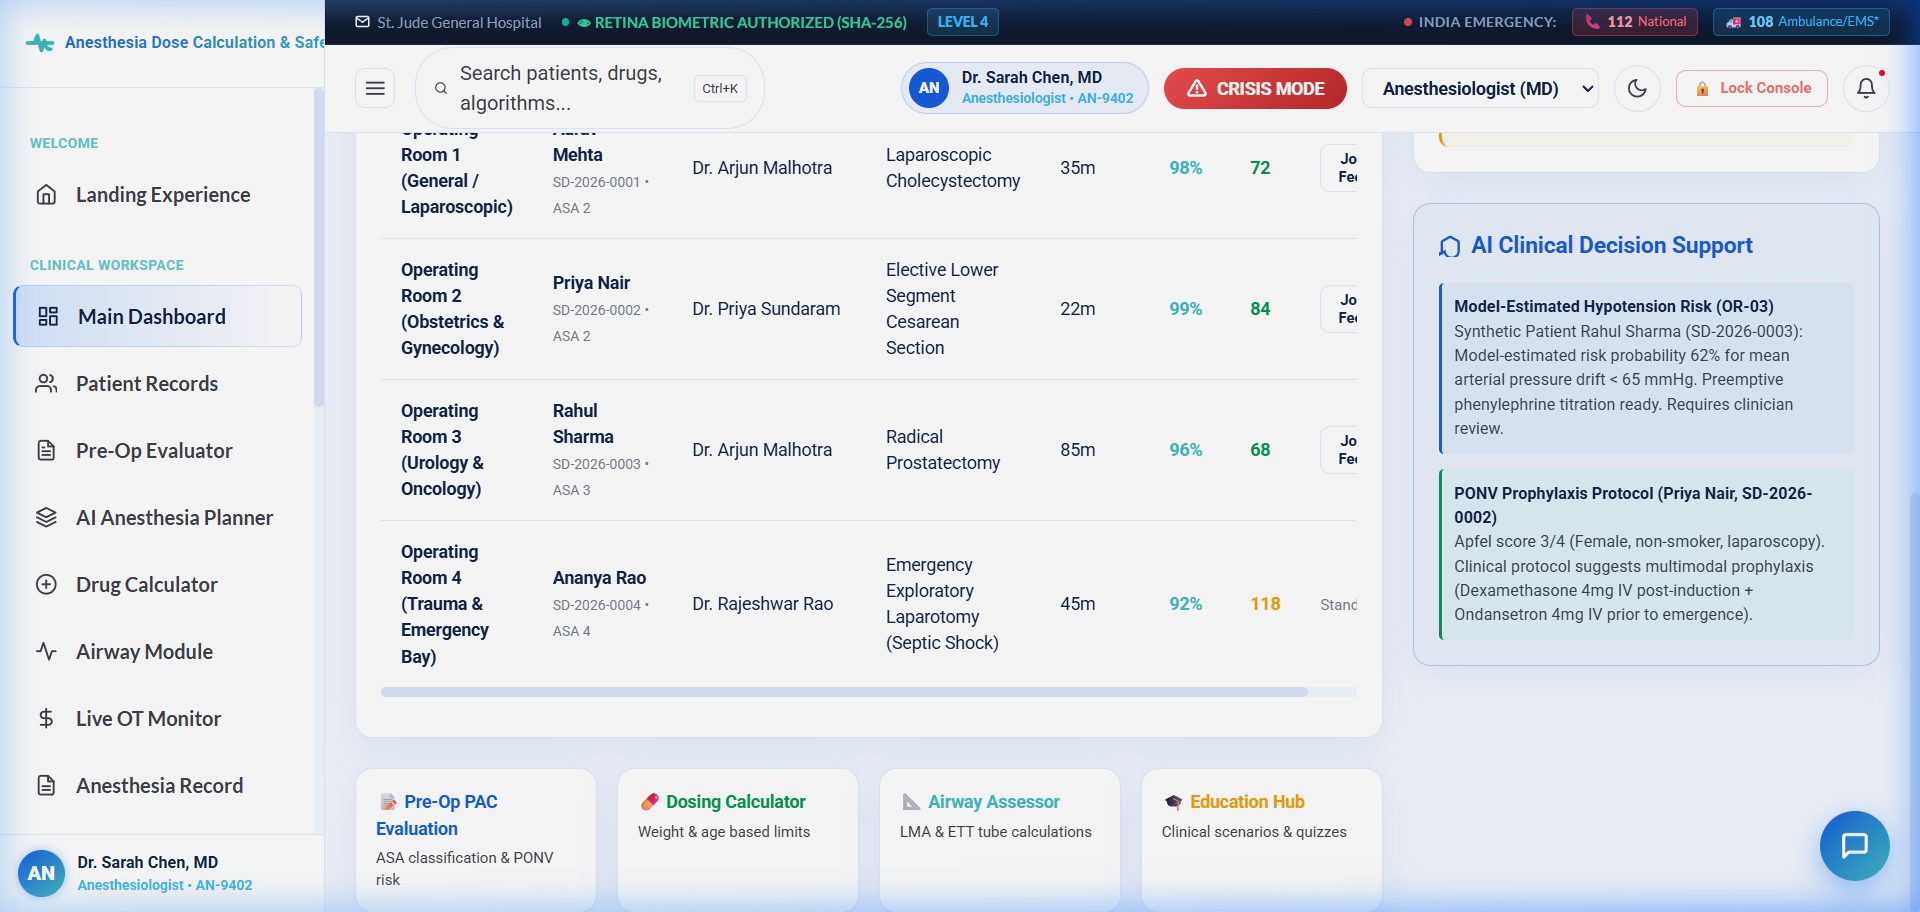 Anesthesia Dose Calculation & Safe
St. Jude General Hospital
RETINA BIOMETRIC AUTHORIZED (SHA-256)
LEVEL 4
INDIA EMERGENCY:
112 National
108 Ambulance/EMS*
Search patients, drugs,
algorithms...
Ctrl+K
AN
Dr. Sarah Chen, MD
Anesthesiologist • AN-9402
CRISIS MODE
Anesthesiologist (MD)
Lock Console
WELCOME
Landing Experience
CLINICAL WORKSPACE
Main Dashboard
Patient Records
Pre-Op Evaluator
AI Anesthesia Planner
Drug Calculator
Airway Module
Live OT Monitor
Anesthesia Record
AN
Dr. Sarah Chen, MD
Anesthesiologist • AN-9402
Operating
Room 1
(General /
Laparoscopic)
Mehta
SD-2026-0001 •
ASA 2
Dr. Arjun Malhotra
Laparoscopic
Cholecystectomy
35m
98%
72
Jo
Fe
Operating
Room 2
(Obstetrics &
Gynecology)
Priya Nair
SD-2026-0002 •
ASA 2
Dr. Priya Sundaram
Elective Lower
Segment
Cesarean
Section
22m
99%
84
Jo
Fe
Operating
Room 3
(Urology &
Oncology)
Rahul
Sharma
SD-2026-0003 •
ASA 3
Dr. Arjun Malhotra
Radical
Prostatectomy
85m
96%
68
Jo
Fe
Operating
Room 4
(Trauma &
Emergency
Bay)
Ananya Rao
SD-2026-0004 •
ASA 4
Dr. Rajeshwar Rao
Emergency
Exploratory
Laparotomy
(Septic Shock)
45m
92%
118
Stand
Pre-Op PAC
Evaluation
ASA classification & PONV
risk
Dosing Calculator
Weight & age based limits
Airway Assessor
LMA & ETT tube calculations
Education Hub
Clinical scenarios & quizzes
AI Clinical Decision Support
Model-Estimated Hypotension Risk (OR-03)
Synthetic Patient Rahul Sharma (SD-2026-0003):
Model-estimated risk probability 62% for mean
arterial pressure drift < 65 mmHg. Preemptive
phenylephrine titration ready. Requires clinician
review.
PONV Prophylaxis Protocol (Priya Nair, SD-2026-
0002)
Apfel score 3/4 (Female, non-smoker, laparoscopy).
Clinical protocol suggests multimodal prophylaxis
(Dexamethasone 4mg IV post-induction +
Ondansetron 4mg IV prior to emergence).